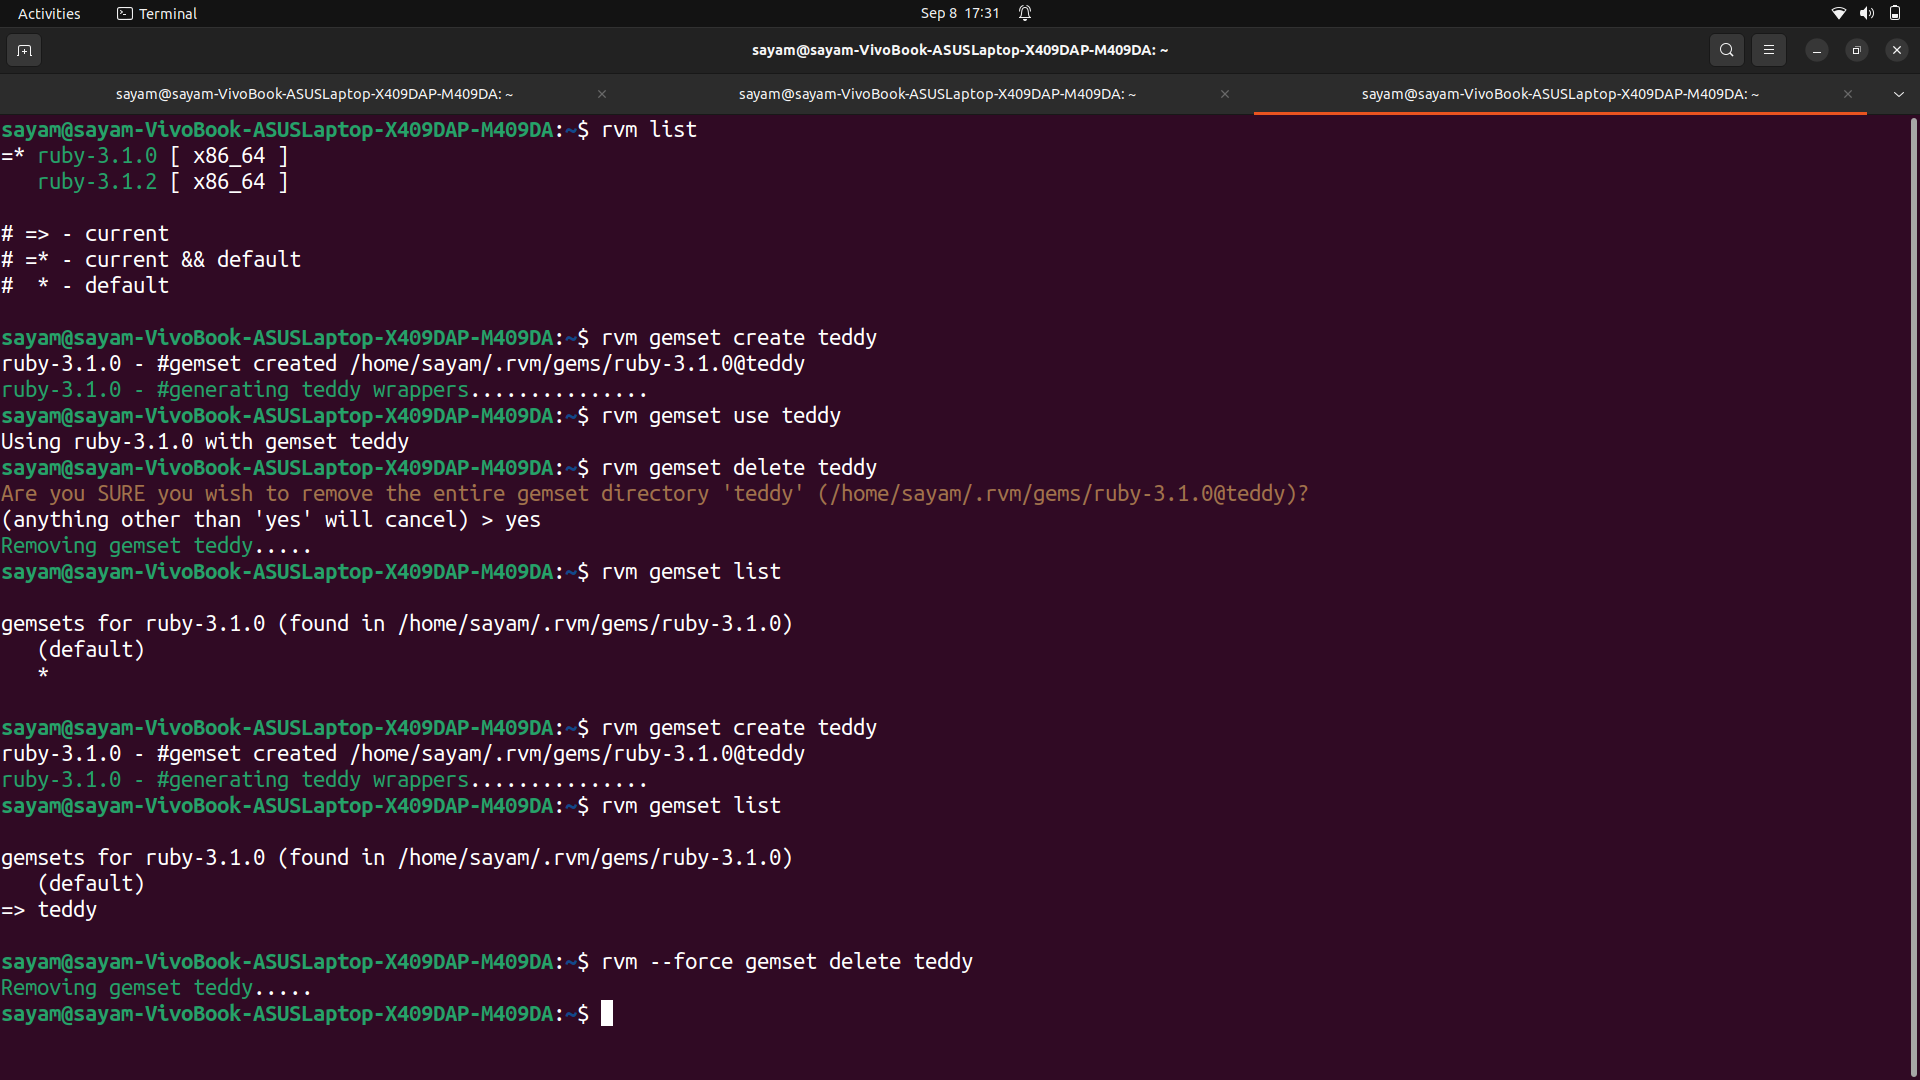 Activities Terminal Sep 8 17:31
sayam@sayam-VivoBook-ASUSLaptop-X409DAP-M409DA: ~
sayam@sayam-VivoBook-ASUSLaptop-X409DAP-M409DA: ~ × sayam@sayam-VivoBook-ASUSLaptop-X409DAP-M409DA: ~ × sayam@sayam-VivoBook-ASUSLaptop-X409DAP-M409DA: ~ ×
sayam@sayam-VivoBook-ASUSLaptop-X409DAP-M409DA:~$ rvm list
=* ruby-3.1.0 [ x86_64 ]
   ruby-3.1.2 [ x86_64 ]

# => - current
# =* - current && default
#  * - default

sayam@sayam-VivoBook-ASUSLaptop-X409DAP-M409DA:~$ rvm gemset create teddy
ruby-3.1.0 - #gemset created /home/sayam/.rvm/gems/ruby-3.1.0@teddy
ruby-3.1.0 - #generating teddy wrappers...............
sayam@sayam-VivoBook-ASUSLaptop-X409DAP-M409DA:~$ rvm gemset use teddy
Using ruby-3.1.0 with gemset teddy
sayam@sayam-VivoBook-ASUSLaptop-X409DAP-M409DA:~$ rvm gemset delete teddy
Are you SURE you wish to remove the entire gemset directory 'teddy' (/home/sayam/.rvm/gems/ruby-3.1.0@teddy)?
(anything other than 'yes' will cancel) > yes
Removing gemset teddy.....
sayam@sayam-VivoBook-ASUSLaptop-X409DAP-M409DA:~$ rvm gemset list

gemsets for ruby-3.1.0 (found in /home/sayam/.rvm/gems/ruby-3.1.0)
   (default)
   *

sayam@sayam-VivoBook-ASUSLaptop-X409DAP-M409DA:~$ rvm gemset create teddy
ruby-3.1.0 - #gemset created /home/sayam/.rvm/gems/ruby-3.1.0@teddy
ruby-3.1.0 - #generating teddy wrappers...............
sayam@sayam-VivoBook-ASUSLaptop-X409DAP-M409DA:~$ rvm gemset list

gemsets for ruby-3.1.0 (found in /home/sayam/.rvm/gems/ruby-3.1.0)
   (default)
=> teddy

sayam@sayam-VivoBook-ASUSLaptop-X409DAP-M409DA:~$ rvm --force gemset delete teddy
Removing gemset teddy.....
sayam@sayam-VivoBook-ASUSLaptop-X409DAP-M409DA:~$